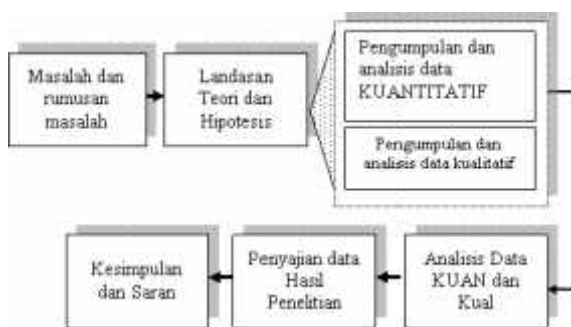 Masalah dan
rumusan
masalah
Landasan
Teori dan
Hipotesis
Pengumpulan dan
analisis data
KUANTITATIF
Pengumpulan dan
analisis data kualitatif
Kesimpulan
dan Saran
Penyajian data
Hasil
Penelitian
Analisis Data
KUAN dan
Kual